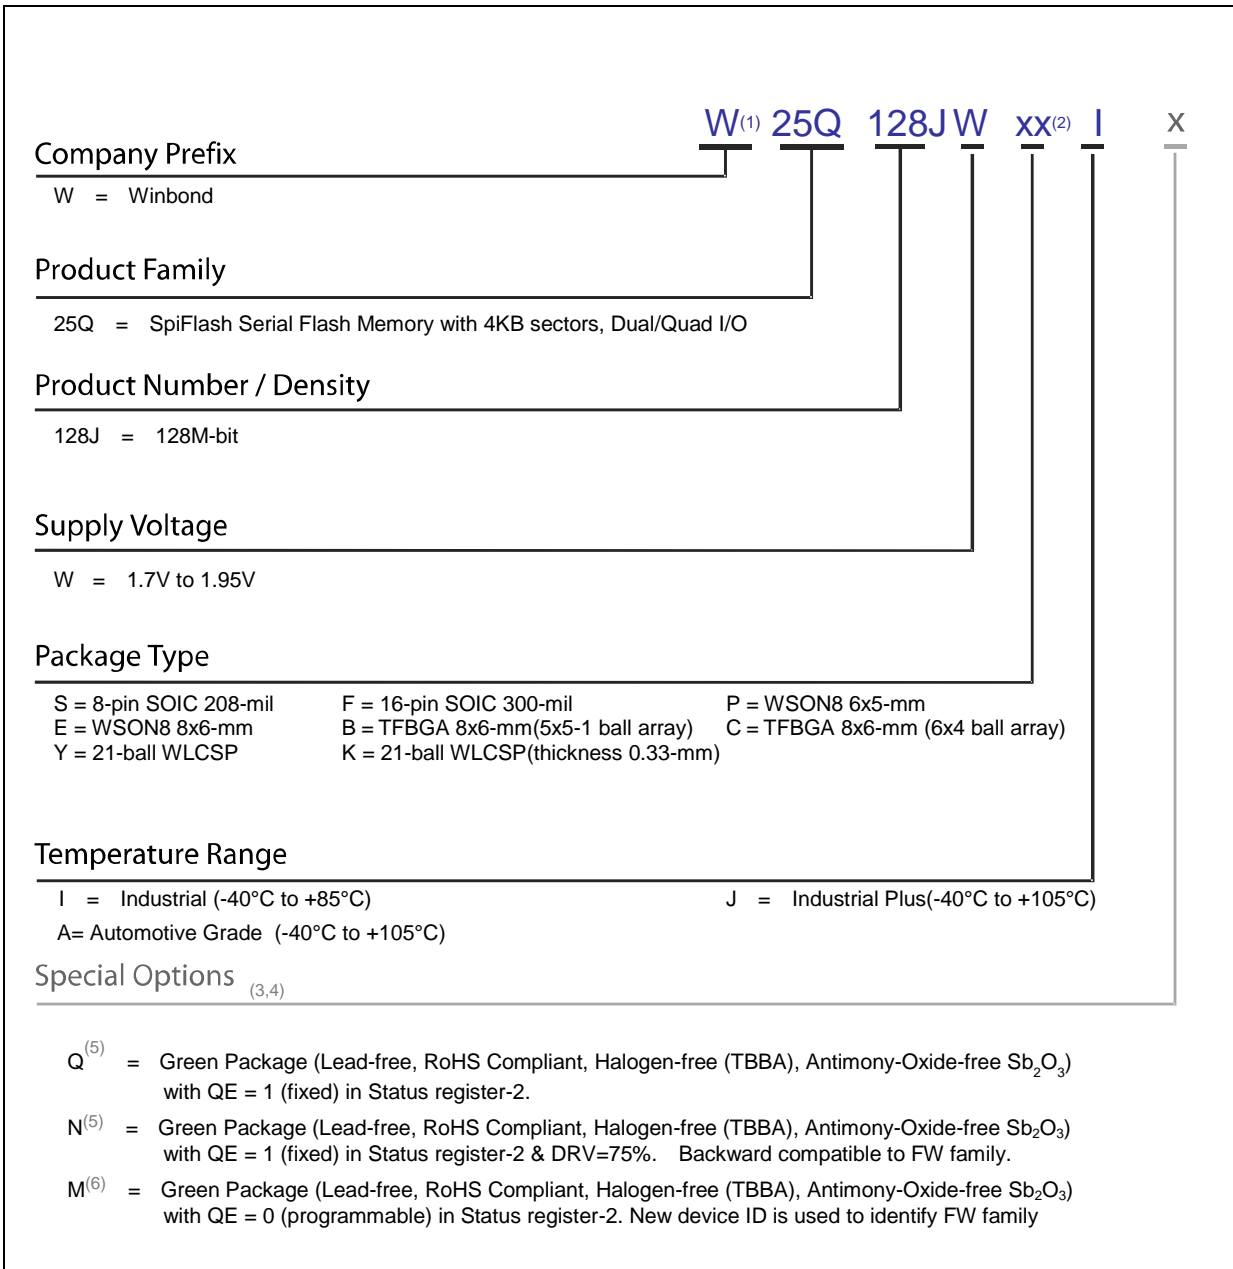 W(1) 25Q 128J W xx(2) I x
Company Prefix
W = Winbond
Product Family
25Q = SpiFlash Serial Flash Memory with 4KB sectors, Dual/Quad I/O
Product Number / Density
128J = 128M-bit
Supply Voltage
W = 1.7V to 1.95V
Package Type
S = 8-pin SOIC 208-mil F = 16-pin SOIC 300-mil P = WSON8 6x5-mm
E = WSON8 8x6-mm B = TFBGA 8x6-mm(5x5-1 ball array) C = TFBGA 8x6-mm (6x4 ball array)
Y = 21-ball WLCSP K = 21-ball WLCSP(thickness 0.33-mm)
Temperature Range
I = Industrial (-40°C to +85°C) J = Industrial Plus(-40°C to +105°C)
A= Automotive Grade (-40°C to +105°C)
Special Options (3,4)
Q(5) = Green Package (Lead-free, RoHS Compliant, Halogen-free (TBBA), Antimony-Oxide-free Sb2O3)
with QE = 1 (fixed) in Status register-2.
N(5) = Green Package (Lead-free, RoHS Compliant, Halogen-free (TBBA), Antimony-Oxide-free Sb2O3)
with QE = 1 (fixed) in Status register-2 & DRV=75%. Backward compatible to FW family.
M(6) = Green Package (Lead-free, RoHS Compliant, Halogen-free (TBBA), Antimony-Oxide-free Sb2O3)
with QE = 0 (programmable) in Status register-2. New device ID is used to identify FW family